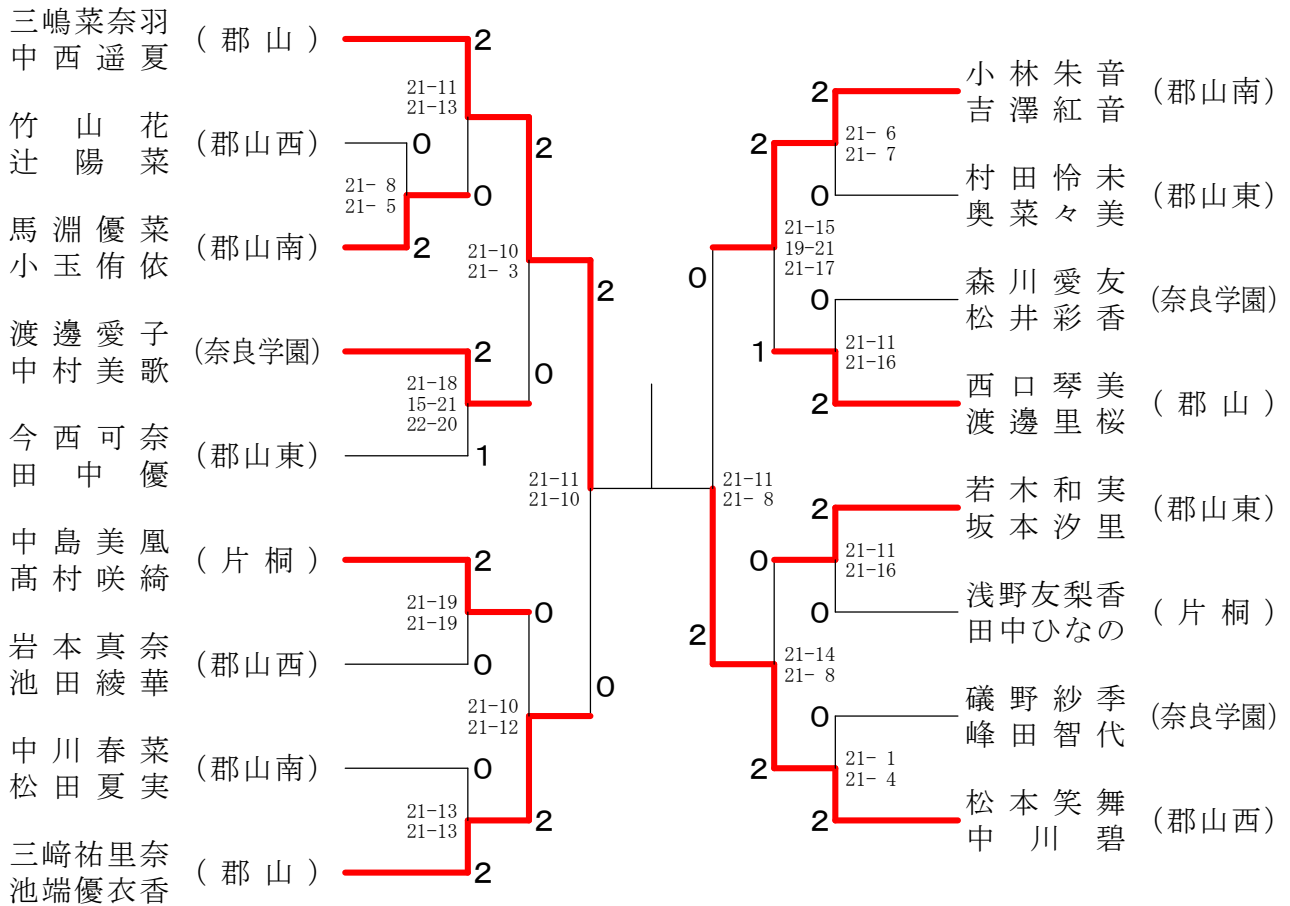 三嶋菜奈羽
中西遥夏
(郡山)
2
21-11
21-13
竹山花
辻陽菜
(郡山西)
0
2
21- 8
21- 5
0
馬淵優菜
小玉侑依
(郡山南)
2
21-10
21- 3
2
渡邊愛子
中村美歌
(奈良学園)
2
0
21-18
15-21
22-20
今西可奈
田中優
(郡山東)
1
21-11
21-10
中島美凰
髙村咲綺
(片桐)
2
21-19
21-19
0
岩本真奈
池田綾華
(郡山西)
0
0
21-10
21-12
中川春菜
松田夏実
(郡山南)
0
21-13
21-13
2
三﨑祐里奈
池端優衣香
(郡山)
2
2
小林朱音
吉澤紅音
(郡山南)
2
21- 6
21- 7
0
村田怜未
奥菜々美
(郡山東)
21-15
19-21
21-17
0
0
森川愛友
松井彩香
(奈良学園)
1
21-11
21-16
2
西口琴美
渡邊里桜
(郡山)
21-11
21- 8
2
若木和実
坂本汐里
(郡山東)
0
21-11
21-16
0
浅野友梨香
田中ひなの
(片桐)
2
21-14
21- 8
0
礒野紗季
峰田智代
(奈良学園)
2
21- 1
21- 4
2
松本笑舞
中川碧
(郡山西)